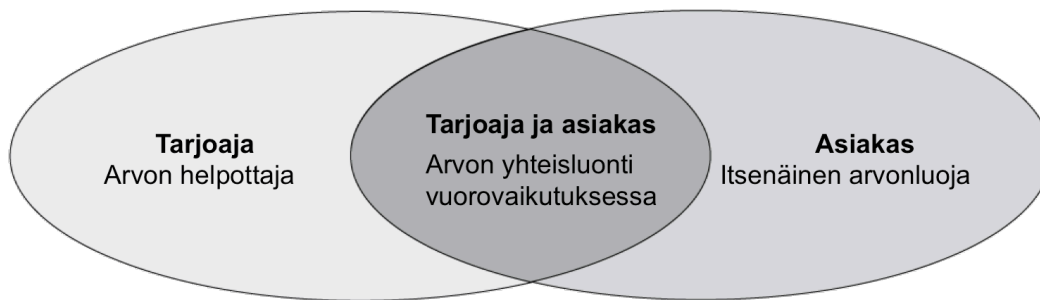 Tarjoaja
Arvon helpottaja
Tarjoaja ja asiakas
Arvon yhteisluonti
vuorovaikutuksessa
Asiakas
Itsenäinen arvonluoja